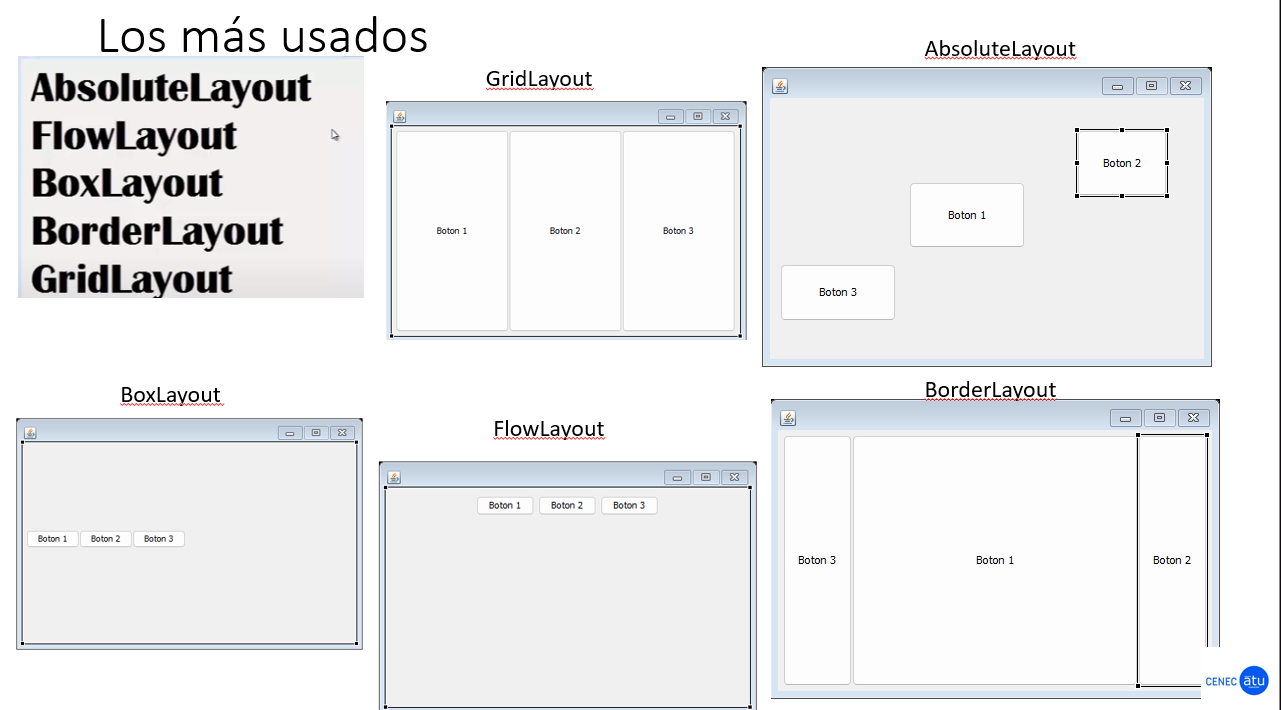 Los más usados
AbsoluteLayout
FlowLayout
BoxLayout
BorderLayout
GridLayout
GridLayout
Boton 1
Boton 2
Boton 3
AbsoluteLayout
Boton 2
Boton 1
Boton 3
BoxLayout
Boton 1
Boton 2
Boton 3
FlowLayout
Boton 1
Boton 2
Boton 3
BorderLayout
Boton 3
Boton 1
Boton 2
CENEC ātu